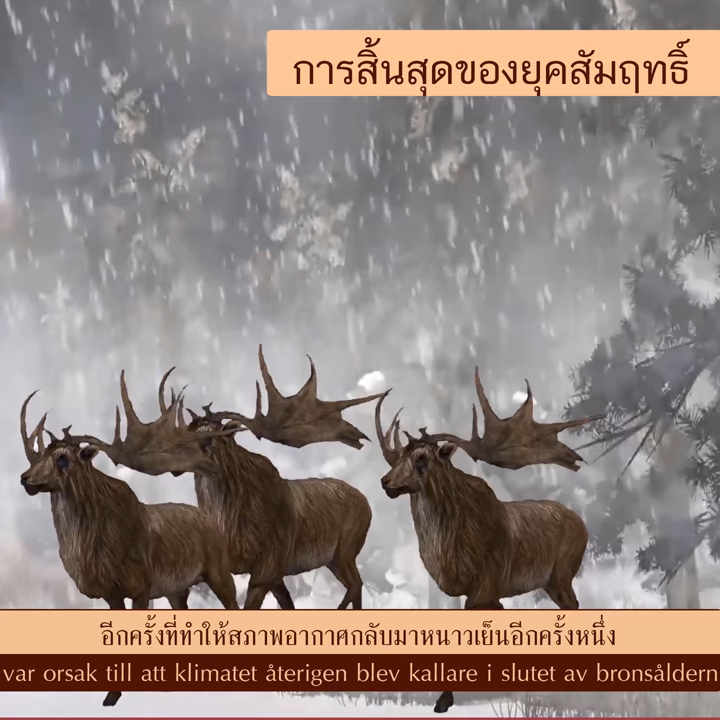 การสิ้นสุดของยุคสัมฤทธิ์
อีกครั้งที่ทำให้สภาพอากาศกลับมาหนาวเย็นอีกครั้งหนึ่ง
var orsak till att klimatet återigen blev kallare i slutet av bronsåldern